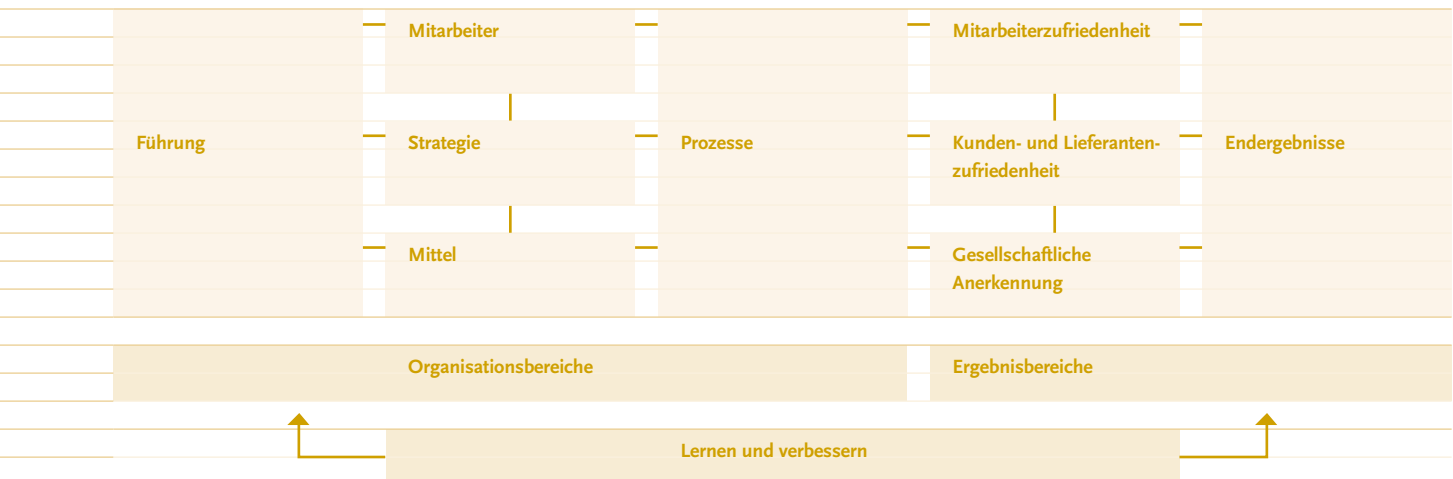 Mitarbeiter
Mitarbeiterzufriedenheit
Führung
Strategie
Prozesse
Kunden- und Lieferanten-
zufriedenheit
Endergebnisse
Mittel
Gesellschaftliche
Anerkennung
Organisationsbereiche
Ergebnisbereiche
Lernen und verbessern